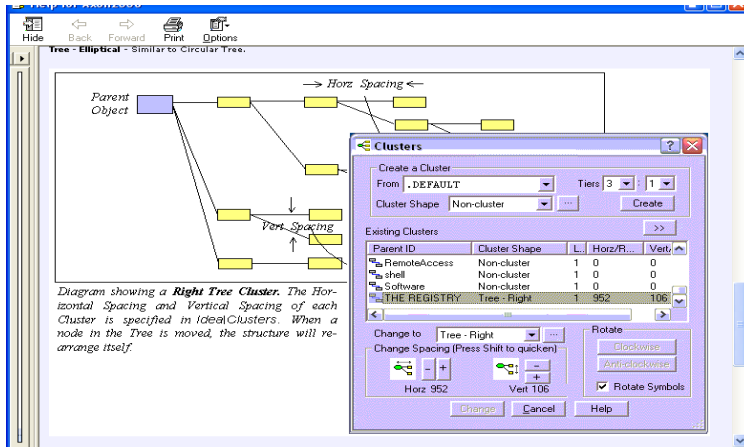 Help for Axon2000
Hide Back Forward Print Options
Tree - Elliptical - Similar to Circular Tree.
Horz Spacing
Parent
Object
Vert Spacing
Diagram showing a Right Tree Cluster. The Hor-
izontal Spacing and Vertical Spacing of each
Cluster is specified in Idea|Clusters. When a
node in the Tree is moved, the structure will re-
arrange itself.
Clusters
Create a Cluster
From .DEFAULT Tiers 3 : 1
Cluster Shape Non-cluster ... Create
Existing Clusters >>
Parent ID Cluster Shape L.. Horz/R... Vert/
RemoteAccess Non-cluster 1 0 0
shell Non-cluster 1 0 0
Software Non-cluster 1 0 0
THE REGISTRY Tree - Right 1 952 106
Change to Tree - Right ... Rotate
Clockwise
Change Spacing (Press Shift to quicken)
Anti-clockwise
- + - +
Rotate Symbols
Horz 952 Vert 106
Change Cancel Help